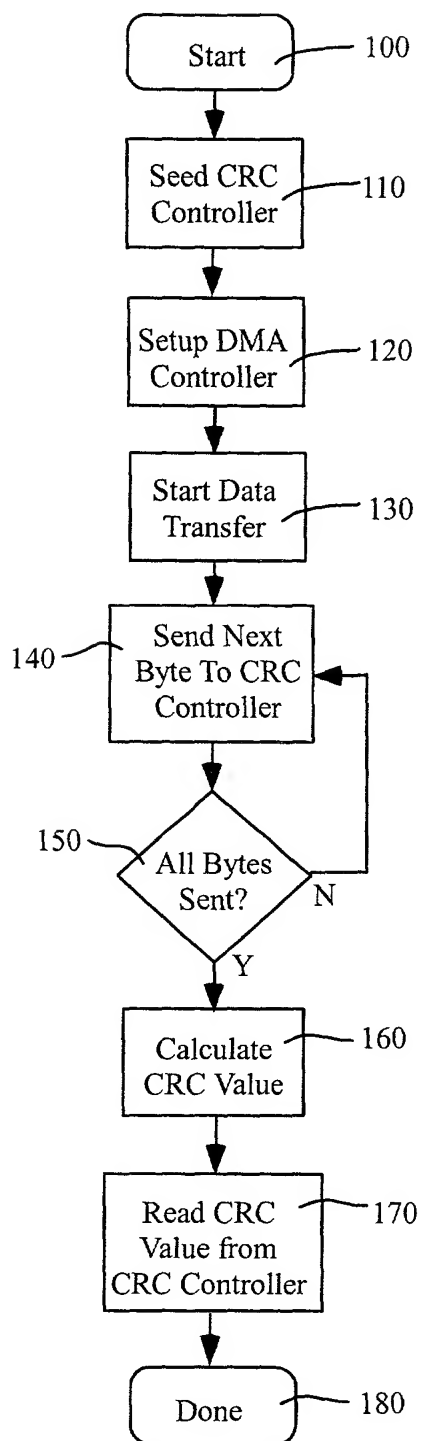 Start
100
Seed CRC
Controller
110
Setup DMA
Controller
120
Start Data
Transfer
130
140
Send Next
Byte To CRC
Controller
150
All Bytes
Sent?
N
Y
Calculate
CRC Value
160
Read CRC
Value from
CRC Controller
170
Done
180